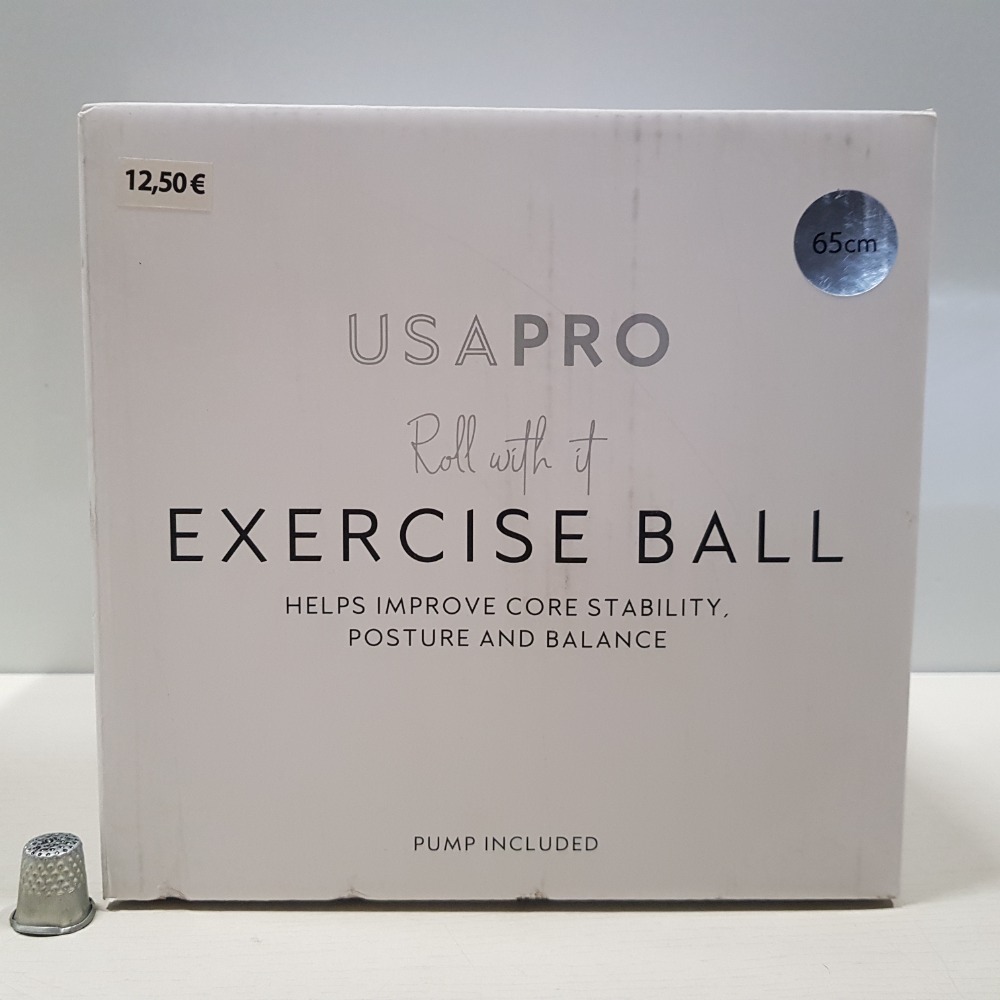 12,50€
65cm
USAPRO
Roll with it
EXERCISE BALL
HELPS IMPROVE CORE STABILITY,
POSTURE AND BALANCE
PUMP INCLUDED